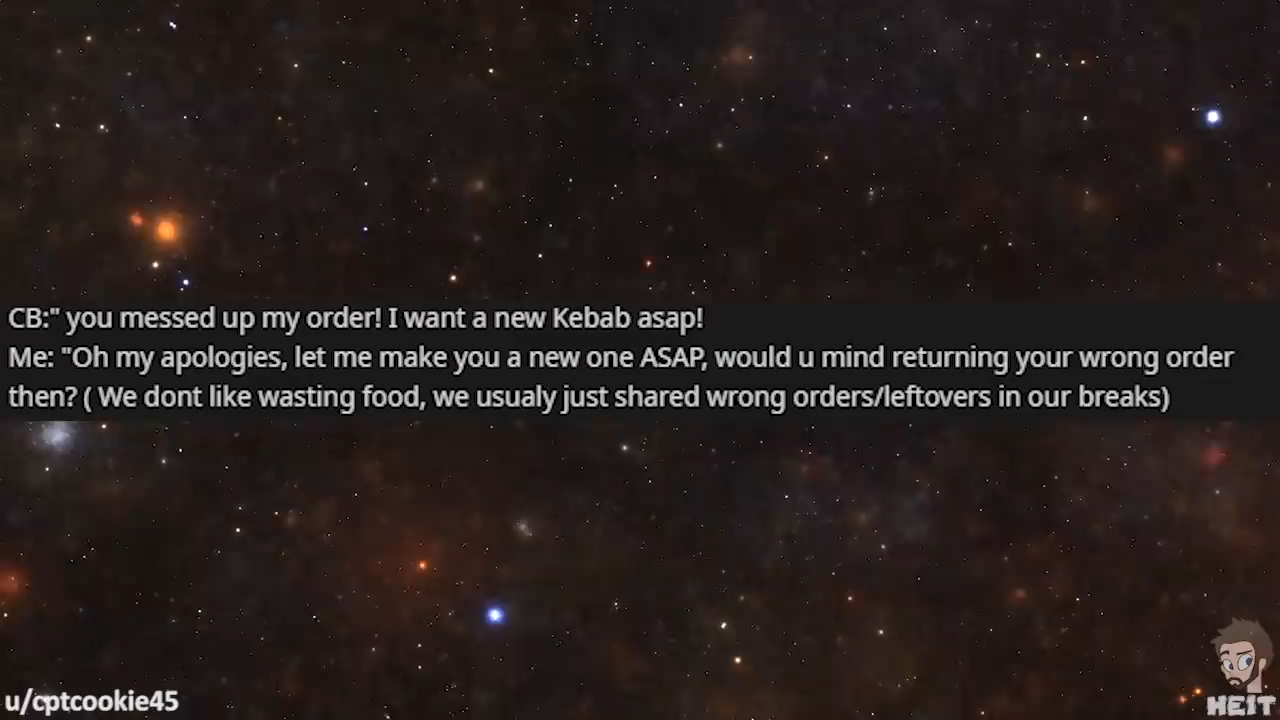 CB:" you messed up my order! I want a new Kebab asap!
Me: "Oh my apologies, let me make you a new one ASAP, would u mind returning your wrong order
then? ( We dont like wasting food, we usualy just shared wrong orders/leftovers in our breaks)
u/cptcookie45
HEIT